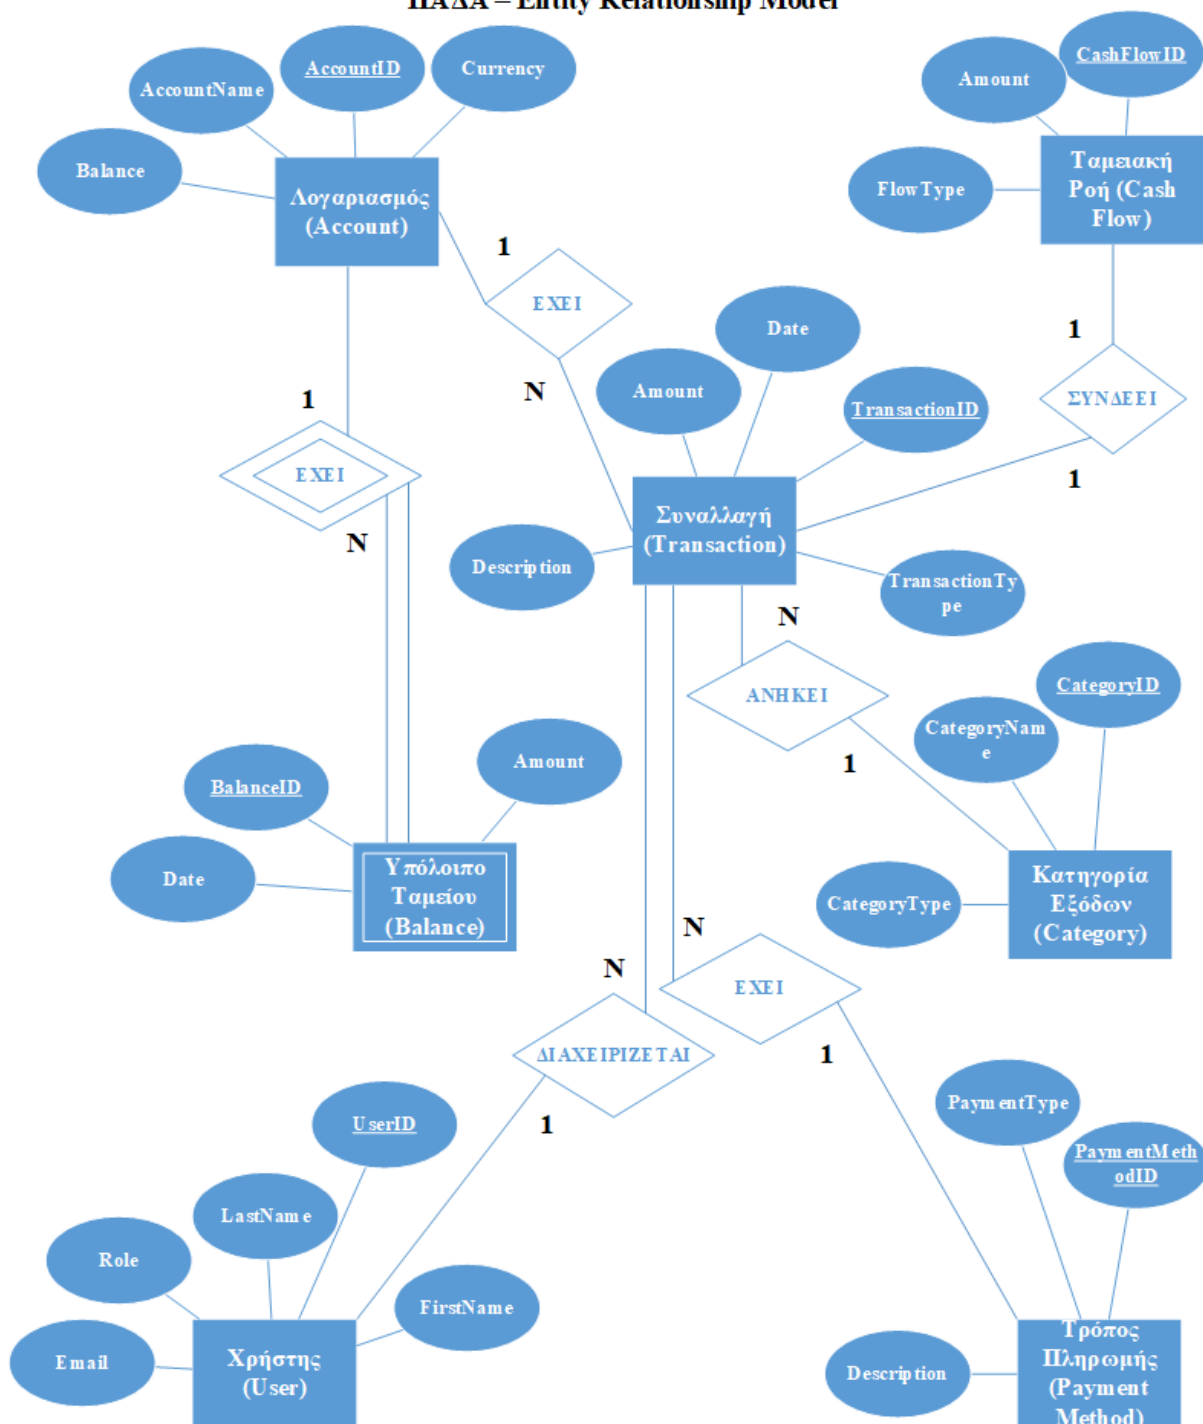 ΠΑΔΑ – Entity Relationship Model
AccountID
Currency
AccountName
Balance
Λογαριασμός
(Account)
CashFlowID
Amount
FlowType
Ταμειακή
Ροή (Cash
Flow)
1
ΕΧΕΙ
N
Date
Amount
TransactionID
1
ΣΥΝΔΕΕΙ
1
1
ΕΧΕΙ
N
Συναλλαγή
(Transaction)
Description
TransactionTy
pe
N
ΑΝΗΚΕΙ
1
CategoryID
CategoryNam
e
CategoryType
Κατηγορία
Εξόδων
(Category)
BalanceID
Amount
Date
Υπόλοιπο
Ταμείου
(Balance)
N
ΕΧΕΙ
1
N
ΔΙΑΧΕΙΡΙΖΕΤΑΙ
1
UserID
LastName
Role
FirstName
Email
Χρήστης
(User)
PaymentType
PaymentMeth
odID
Description
Τρόπος
Πληρωμής
(Payment
Method)